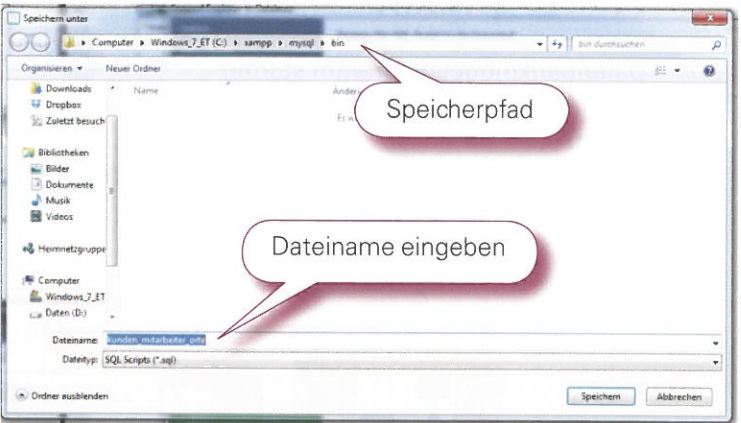 Speichern unter
Computer ▸ Windows_7_ET (C:) ▸ xampp ▸ mysql ▸ bin
bin durchsuchen
Organisieren
Neuer Ordner
Name
Speicherpfad
Downloads
Dropbox
Zuletzt besuch
Bibliotheken
Bilder
Dokumente
Musik
Videos
Heimnetzgruppe
Dateiname eingeben
Computer
Windows_7_ET
Daten (D:)
Dateiname: kunden_mitarbeiter_orte
Dateityp: SQL Scripts (*.sql)
Ordner ausblenden
Speichern
Abbrechen